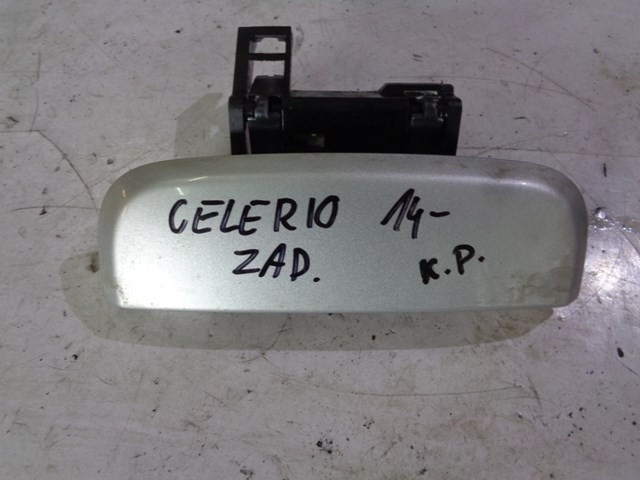 CELERIO 14-
ZAD. K.P.